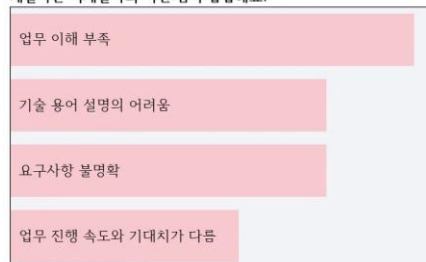 업무 이해 부족
기술 용어 설명의 어려움
요구사항 불명확
업무 진행 속도와 기대치가 다름